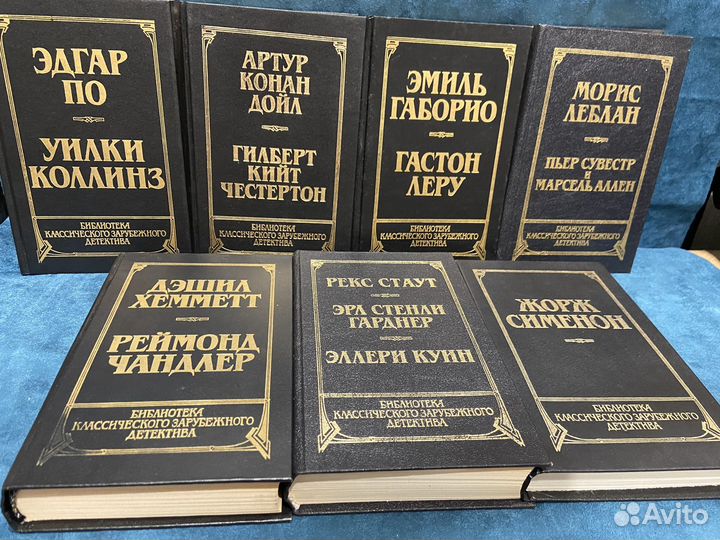 ЭДГАР
ПО
УИЛКИ
КОЛЛИНЗ
БИБЛИОТЕКА
КЛАССИЧЕСКОГО ЗАРУБЕЖНОГО
ДЕТЕКТИВА
АРТУР
КОНАН
ДОЙЛ
ГИЛБЕРТ
КИЙТ
ЧЕСТЕРТОН
БИБЛИОТЕКА
КЛАССИЧЕСКОГО ЗАРУБЕЖНОГО
ДЕТЕКТИВА
ЭМИЛЬ
ГАБОРИО
ГАСТОН
ЛЕРУ
БИБЛИОТЕКА
КЛАССИЧЕСКОГО ЗАРУБЕЖНОГО
ДЕТЕКТИВА
МОРИС
ЛЕБЛАН
ПЬЕР СУВЕСТР
И
МАРСЕЛЬ АЛЛЕН
БИБЛИОТЕКА
КЛАССИЧЕСКОГО ЗАРУБЕЖНОГО
ДЕТЕКТИВА
ДЭШИЛ
ХЕММЕТТ
РЕЙМОНД
ЧАНДЛЕР
БИБЛИОТЕКА
КЛАССИЧЕСКОГО ЗАРУБЕЖНОГО
ДЕТЕКТИВА
РЕКС СТАУТ
ЭРЛ СТЕНЛИ
ГАРДНЕР
ЭЛЛЕРИ КУИН
БИБЛИОТЕКА
КЛАССИЧЕСКОГО ЗАРУБЕЖНОГО
ДЕТЕКТИВА
ЖОРЖ
СИМЕНОН
БИБЛИОТЕКА
КЛАССИЧЕСКОГО ЗАРУБЕЖНОГО
ДЕТЕКТИВА
Avito